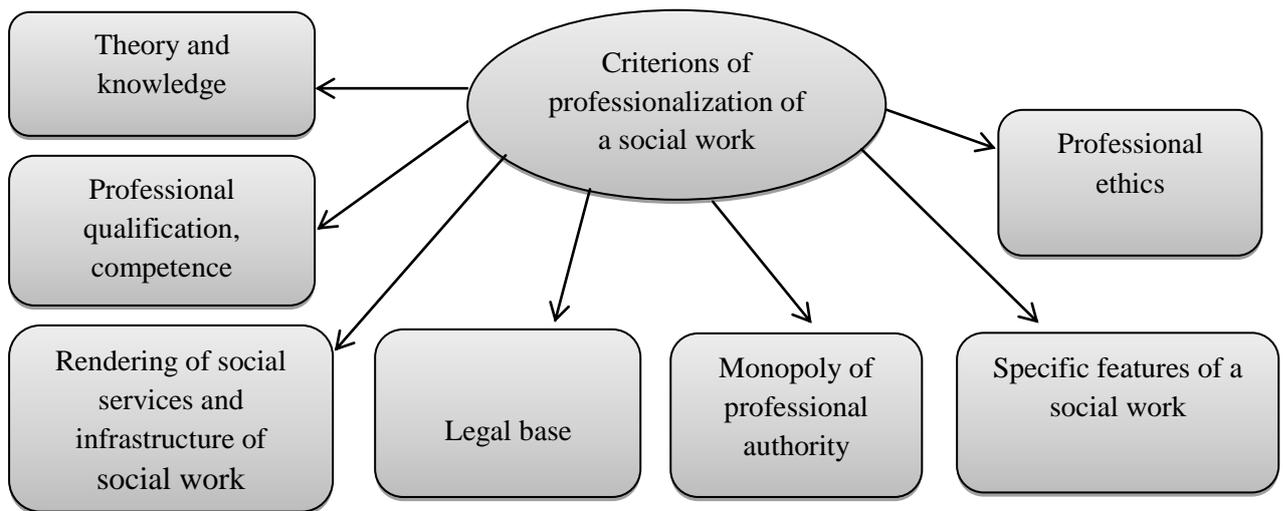 Theory and
knowledge
Criterions of
professionalization of
a social work
Professional
ethics
Professional
qualification,
competence
Rendering of social
services and
infrastructure of
social work
Legal base
Monopoly of
professional
authority
Specific features of a
social work